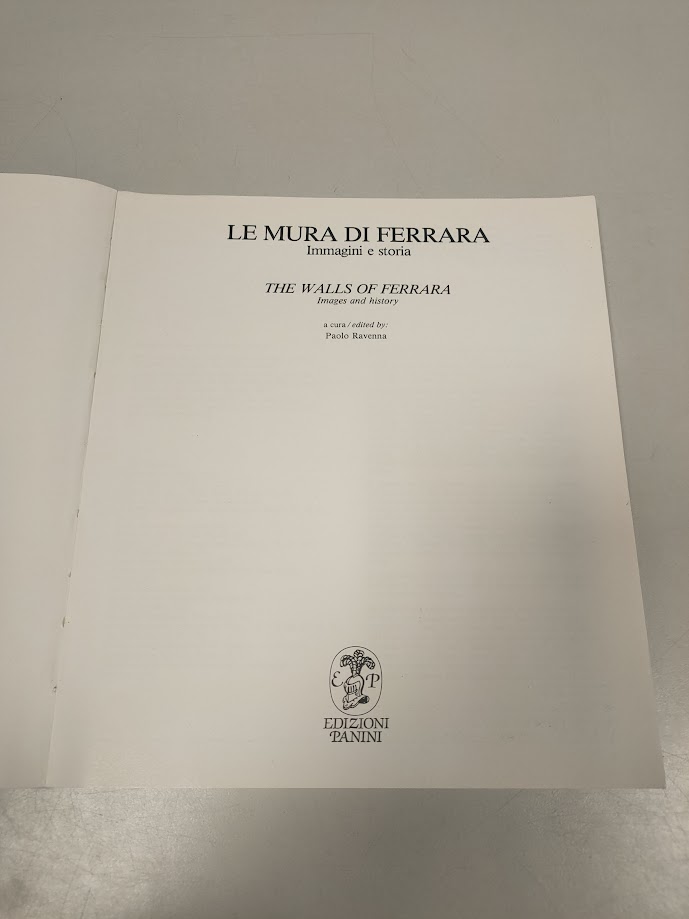 LE MURA DI FERRARA
Immagini e storia
THE WALLS OF FERRARA
Images and history
a cura / edited by:
Paolo Ravenna
E P
EDIZIONI
PANINI